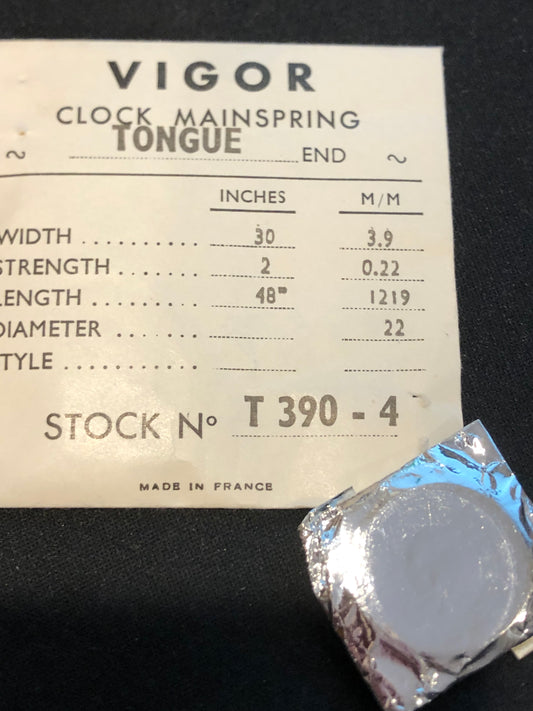 VIGOR
CLOCK MAINSPRING
~ TONGUE END ~
INCHES M/M
WIDTH .......... 30 3.9
STRENGTH ....... 2 0.22
LENGTH ......... 48" 1219
DIAMETER ....... 22
STYLE ...........
STOCK No T 390 - 4
MADE IN FRANCE